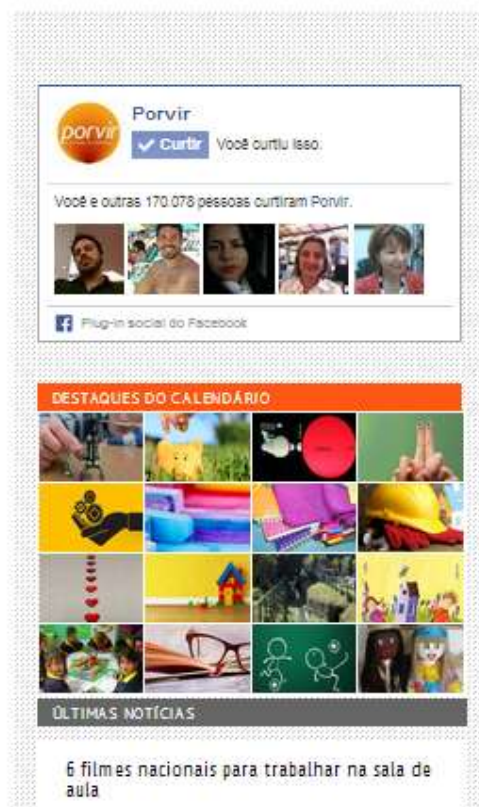 porvir
Porvir
Curtir Você curtiu isso.
Você e outras 170.078 pessoas curtiram Porvir.
Plug-in social do Facebook
DESTAQUES DO CALENDÁRIO
ÚLTIMAS NOTÍCIAS
6 filmes nacionais para trabalhar na sala de
aula